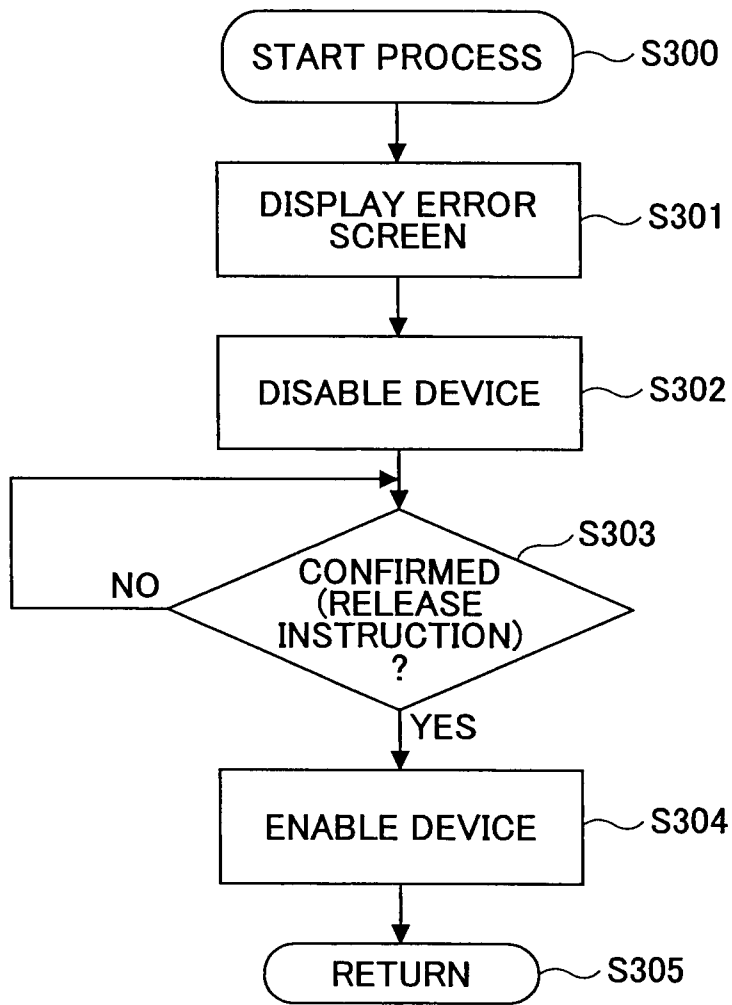 START PROCESS
S300
DISPLAY ERROR
SCREEN
S301
DISABLE DEVICE
S302
S303
CONFIRMED
(RELEASE
INSTRUCTION)
?
NO
YES
ENABLE DEVICE
S304
RETURN
S305